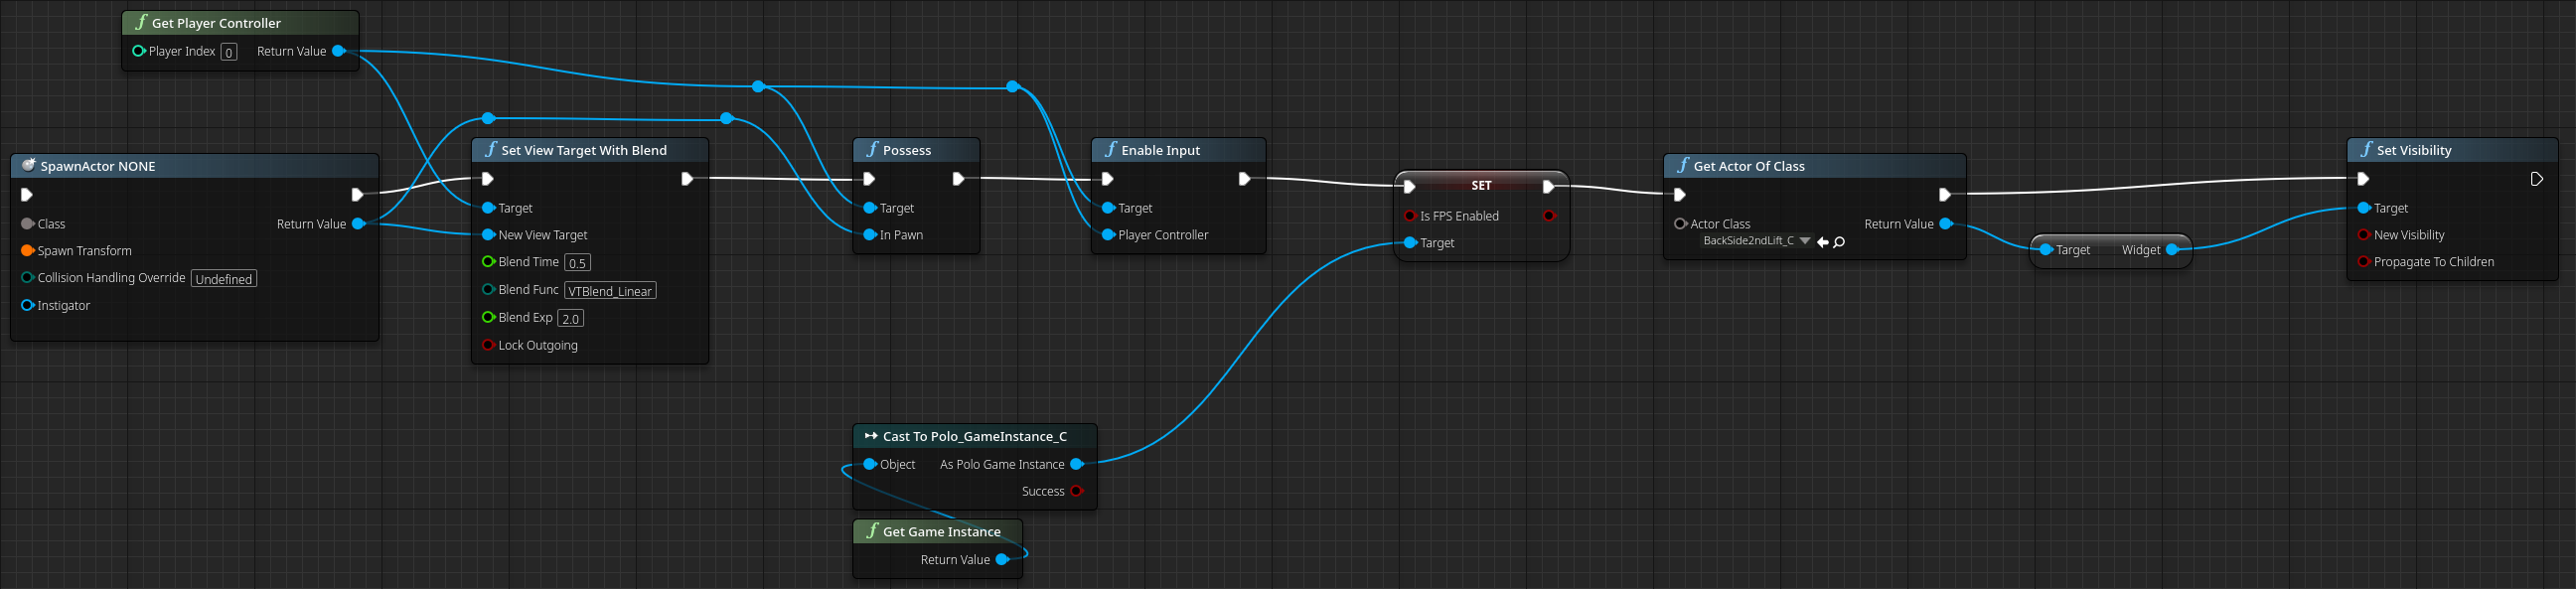 Get Player Controller
Player Index 0 Return Value
SpawnActor NONE
Class Return Value
Spawn Transform
Collision Handling Override Undefined
Instigator
Set View Target With Blend
Target
New View Target
Blend Time 0.5
Blend Func VTBlend_Linear
Blend Exp 2.0
Lock Outgoing
Possess
Target
In Pawn
Enable Input
Target
Player Controller
SET
Is FPS Enabled
Target
Get Actor Of Class
Actor Class Return Value
BackSide2ndLift_C
Target Widget
Set Visibility
Target
New Visibility
Propagate To Children
Cast To Polo_GameInstance_C
Object As Polo Game Instance
Success
Get Game Instance
Return Value